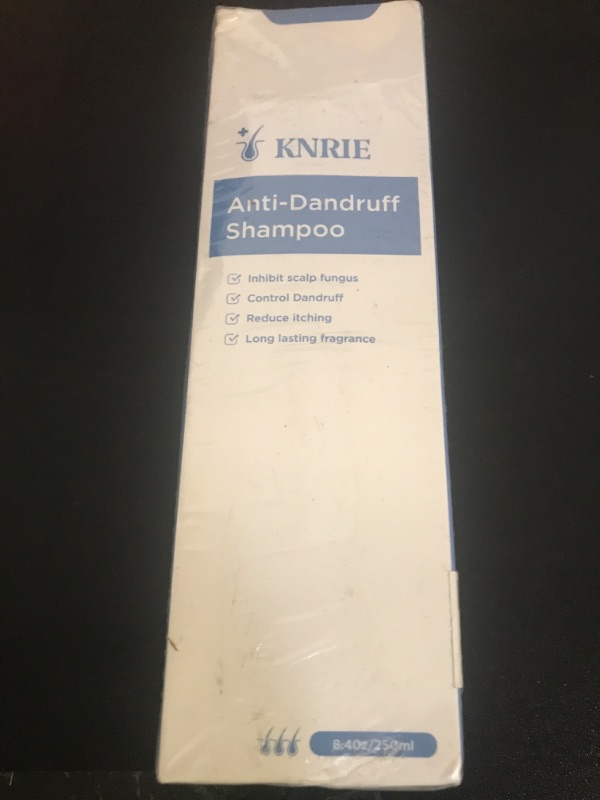 KNRIE
Anti-Dandruff
Shampoo
Inhibit scalp fungus
Control Dandruff
Reduce itching
Long lasting fragrance
8.4oz/250ml